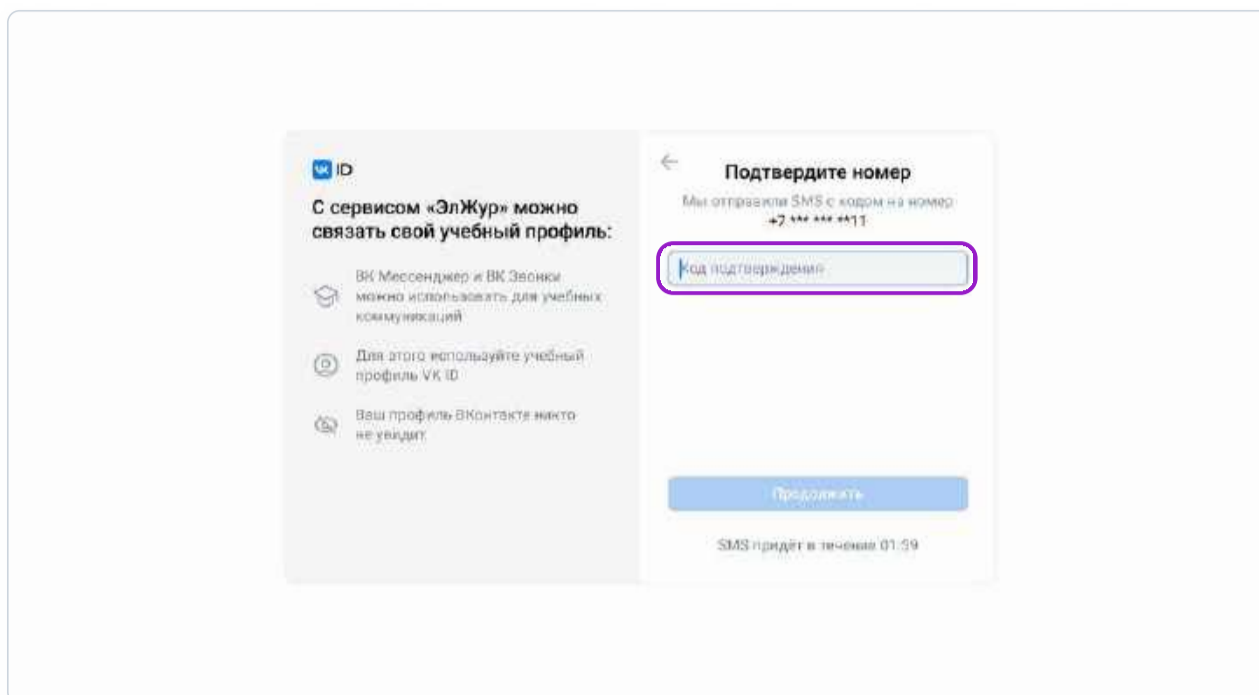 VK ID
С сервисом «ЭлЖур» можно
связать свой учебный профиль:
ВК Мессенджер и ВК Звонки
можно использовать для учебных
коммуникаций
Для этого используйте учебный
профиль VK ID
Ваш профиль ВКонтакте никто
не увидит
Подтвердите номер
Мы отправили SMS с кодом на номер
+7 *** *** **11
Код подтверждения
Продолжить
SMS придёт в течение 01:59